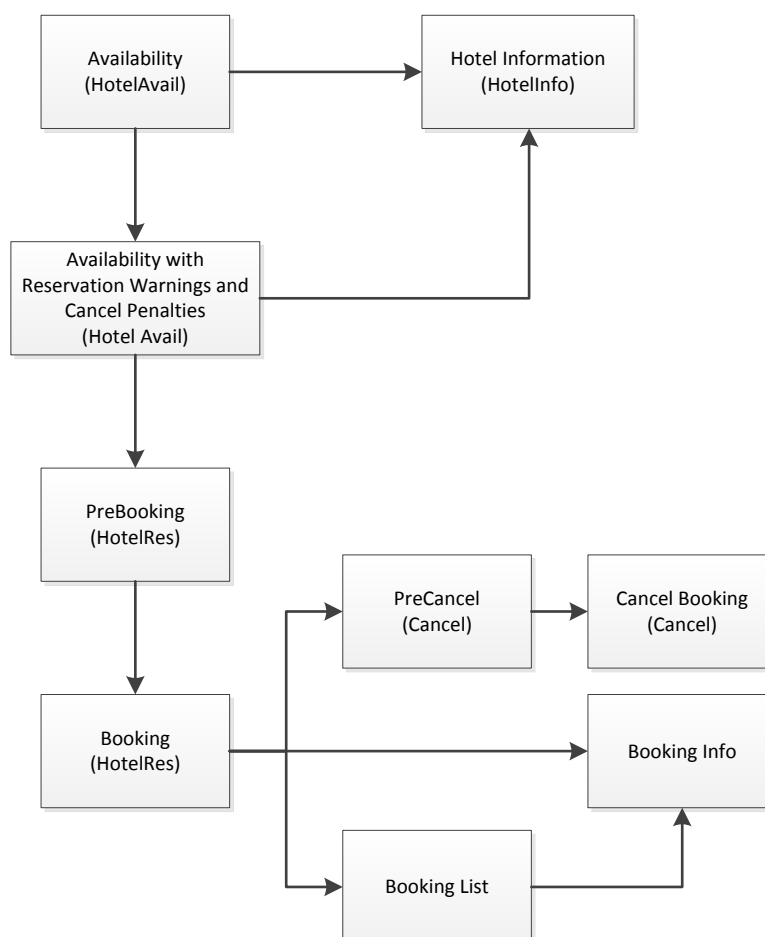 Availability
(HotelAvail)
Hotel Information
(HotelInfo)
Availability with
Reservation Warnings and
Cancel Penalties
(Hotel Avail)
PreBooking
(HotelRes)
PreCancel
(Cancel)
Cancel Booking
(Cancel)
Booking
(HotelRes)
Booking Info
Booking List